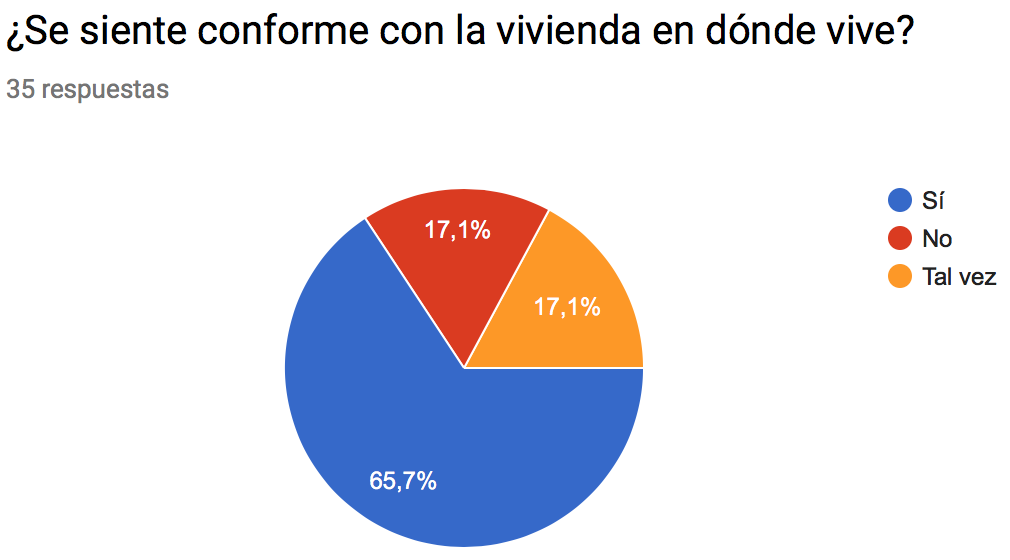 ¿Se siente conforme con la vivienda en dónde vive?
35 respuestas
Sí
No
Tal vez
17,1%
17,1%
65,7%